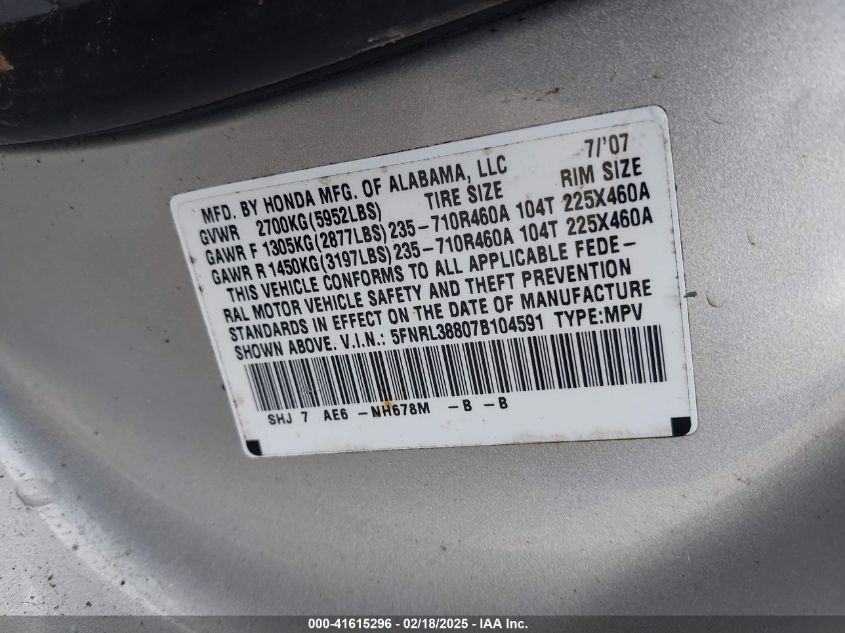 7/'07
MFD. BY HONDA MFG. OF ALABAMA, LLC
GVWR 2700KG(5952LBS) TIRE SIZE RIM SIZE
GAWR F 1305KG(2877LBS) 235-710R460A 104T 225X460A
GAWR R 1450KG(3197LBS) 235-710R460A 104T 225X460A
THIS VEHICLE CONFORMS TO ALL APPLICABLE FEDE-
RAL MOTOR VEHICLE SAFETY AND THEFT PREVENTION
STANDARDS IN EFFECT ON THE DATE OF MANUFACTURE
SHOWN ABOVE. V.I.N.: 5FNRL38807B104591 TYPE:MPV
SHJ 7 AE6 -NH678M -B -B
000-41615296 - 02/18/2025 - IAA Holdings, LLC.